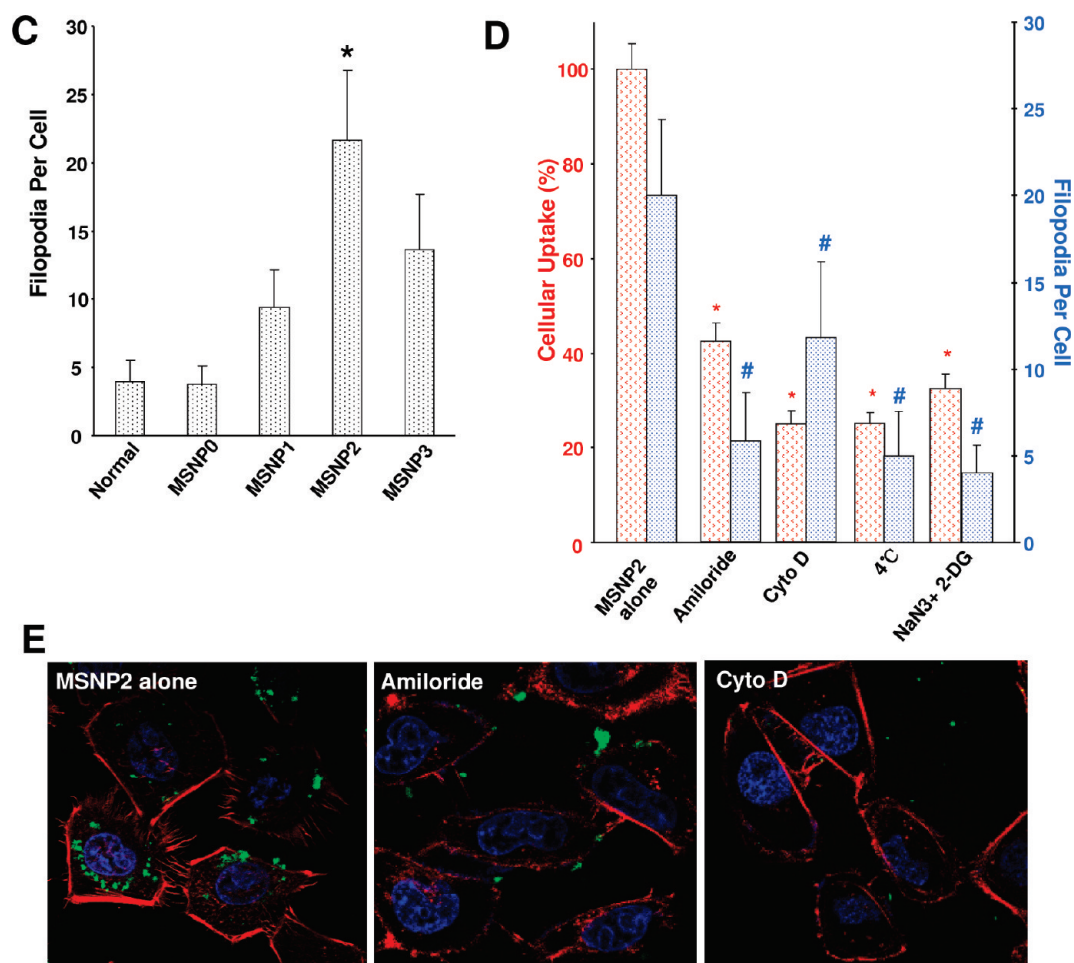 C
Filopodia Per Cell
30
25
20
15
10
5
0
*
Normal
MSNP0
MSNP1
MSNP2
MSNP3
D
Cellular Uptake (%)
100
80
60
40
20
0
Filopodia Per Cell
30
25
20
15
10
5
0
*
#
*
#
*
#
*
#
MSNP2
alone
Amiloride
Cyto D
4℃
NaN3+ 2-DG
E
MSNP2 alone
Amiloride
Cyto D